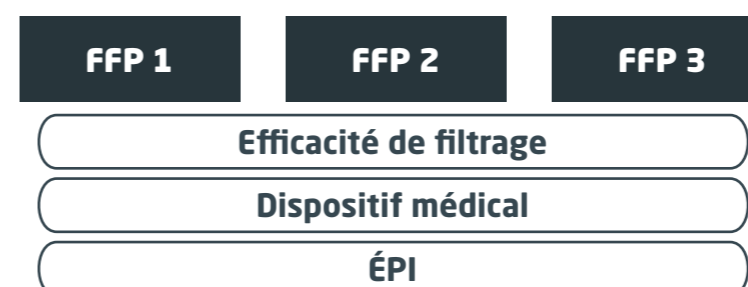 FFP 1 FFP 2 FFP 3
Efficacité de filtrage
Dispositif médical
ÉPI